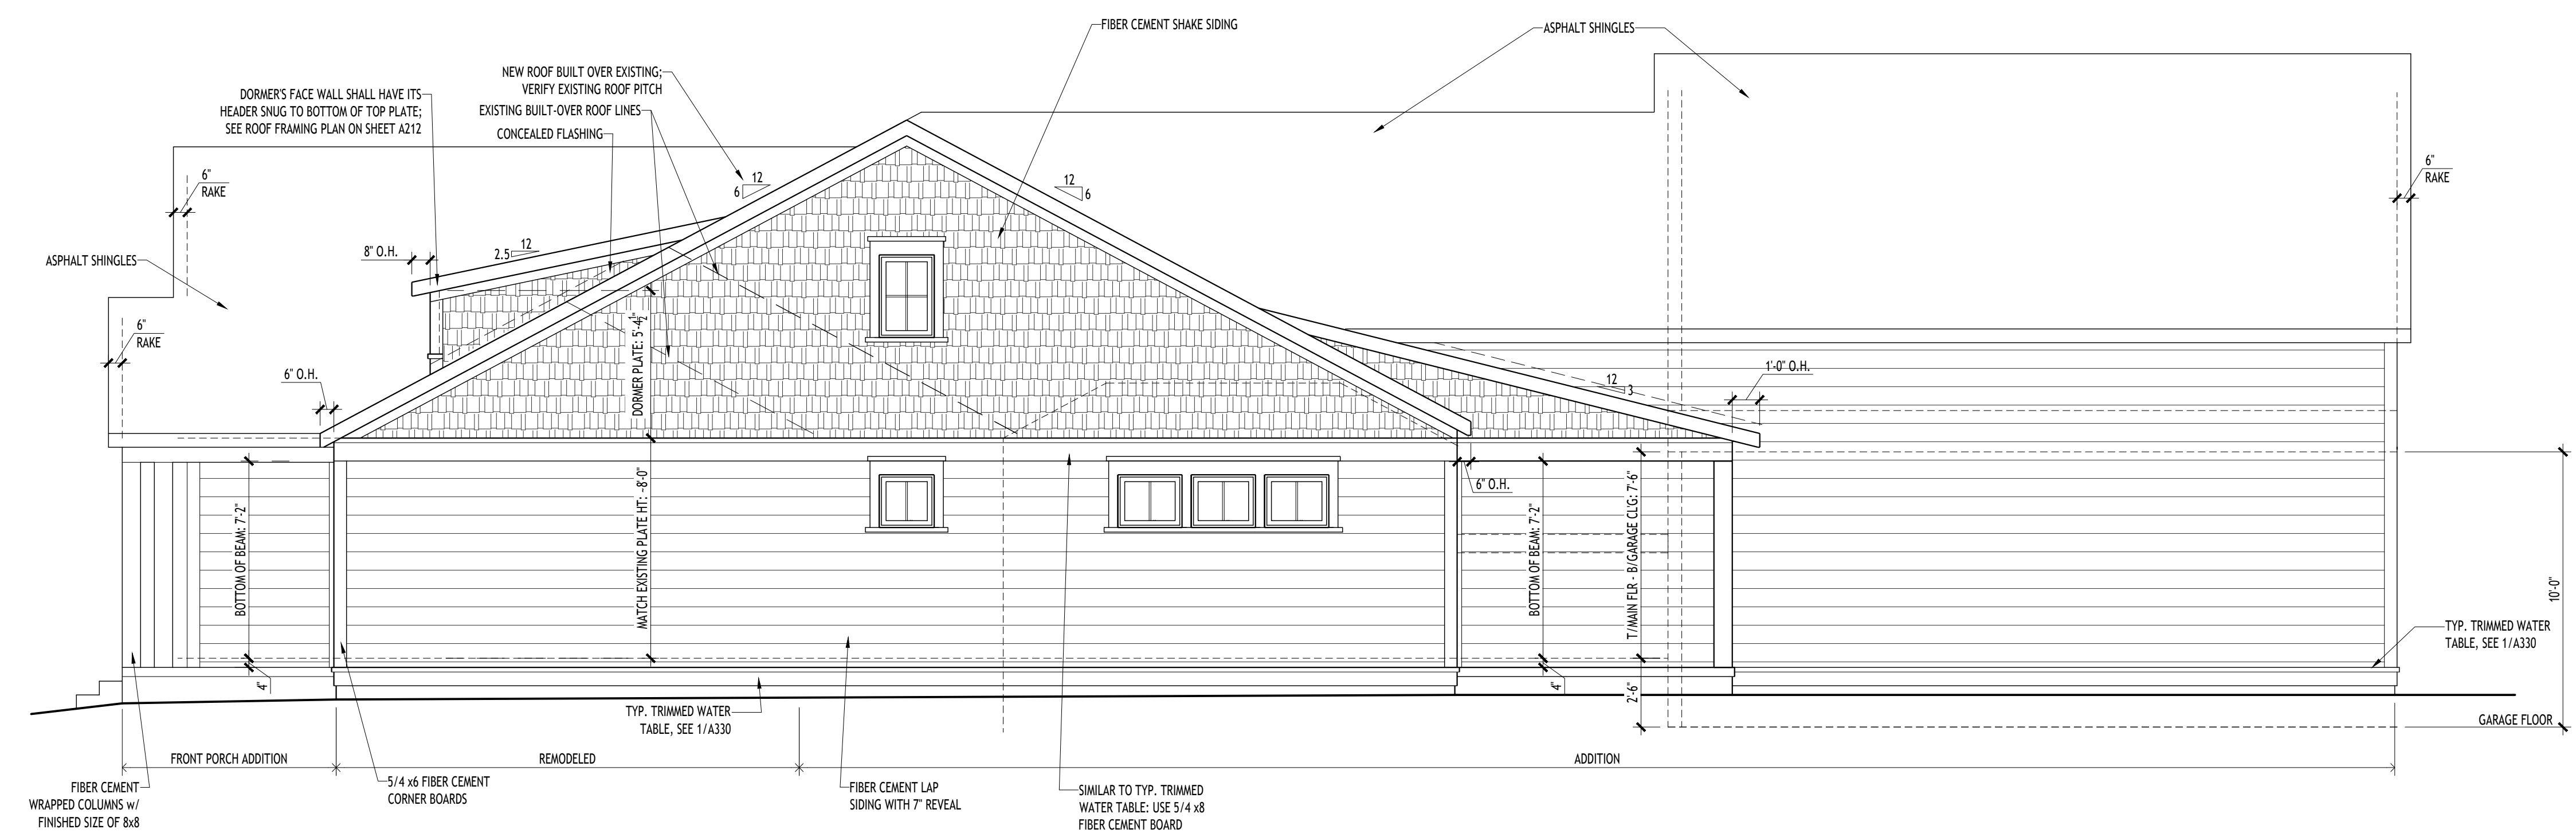 FIBER CEMENT SHAKE SIDING
ASPHALT SHINGLES
NEW ROOF BUILT OVER EXISTING;
VERIFY EXISTING ROOF PITCH
DORMER'S FACE WALL SHALL HAVE ITS
HEADER SNUG TO BOTTOM OF TOP PLATE;
SEE ROOF FRAMING PLAN ON SHEET A212
EXISTING BUILT-OVER ROOF LINES
CONCEALED FLASHING
6"
RAKE
6"
RAKE
12
6
12
6
8" O.H.
12
2.5
ASPHALT SHINGLES
6"
RAKE
6" O.H.
DORMER PLATE: 5'-4½"
12
3
1'-0" O.H.
BOTTOM OF BEAM: 7'-2"
MATCH EXISTING PLATE HT: ~8'-0"
6" O.H.
BOTTOM OF BEAM: 7'-2"
T/MAIN FLR - B/GARAGE CL'G: 7'-6"
10'-0"
TYP. TRIMMED WATER
TABLE, SEE 1/A330
4"
4"
2'-6"
TYP. TRIMMED WATER
TABLE, SEE 1/A330
GARAGE FLOOR
FRONT PORCH ADDITION
REMODELED
ADDITION
FIBER CEMENT
WRAPPED COLUMNS w/
FINISHED SIZE OF 8x8
5/4 x6 FIBER CEMENT
CORNER BOARDS
FIBER CEMENT LAP
SIDING WITH 7" REVEAL
SIMILAR TO TYP. TRIMMED
WATER TABLE: USE 5/4 x8
FIBER CEMENT BOARD